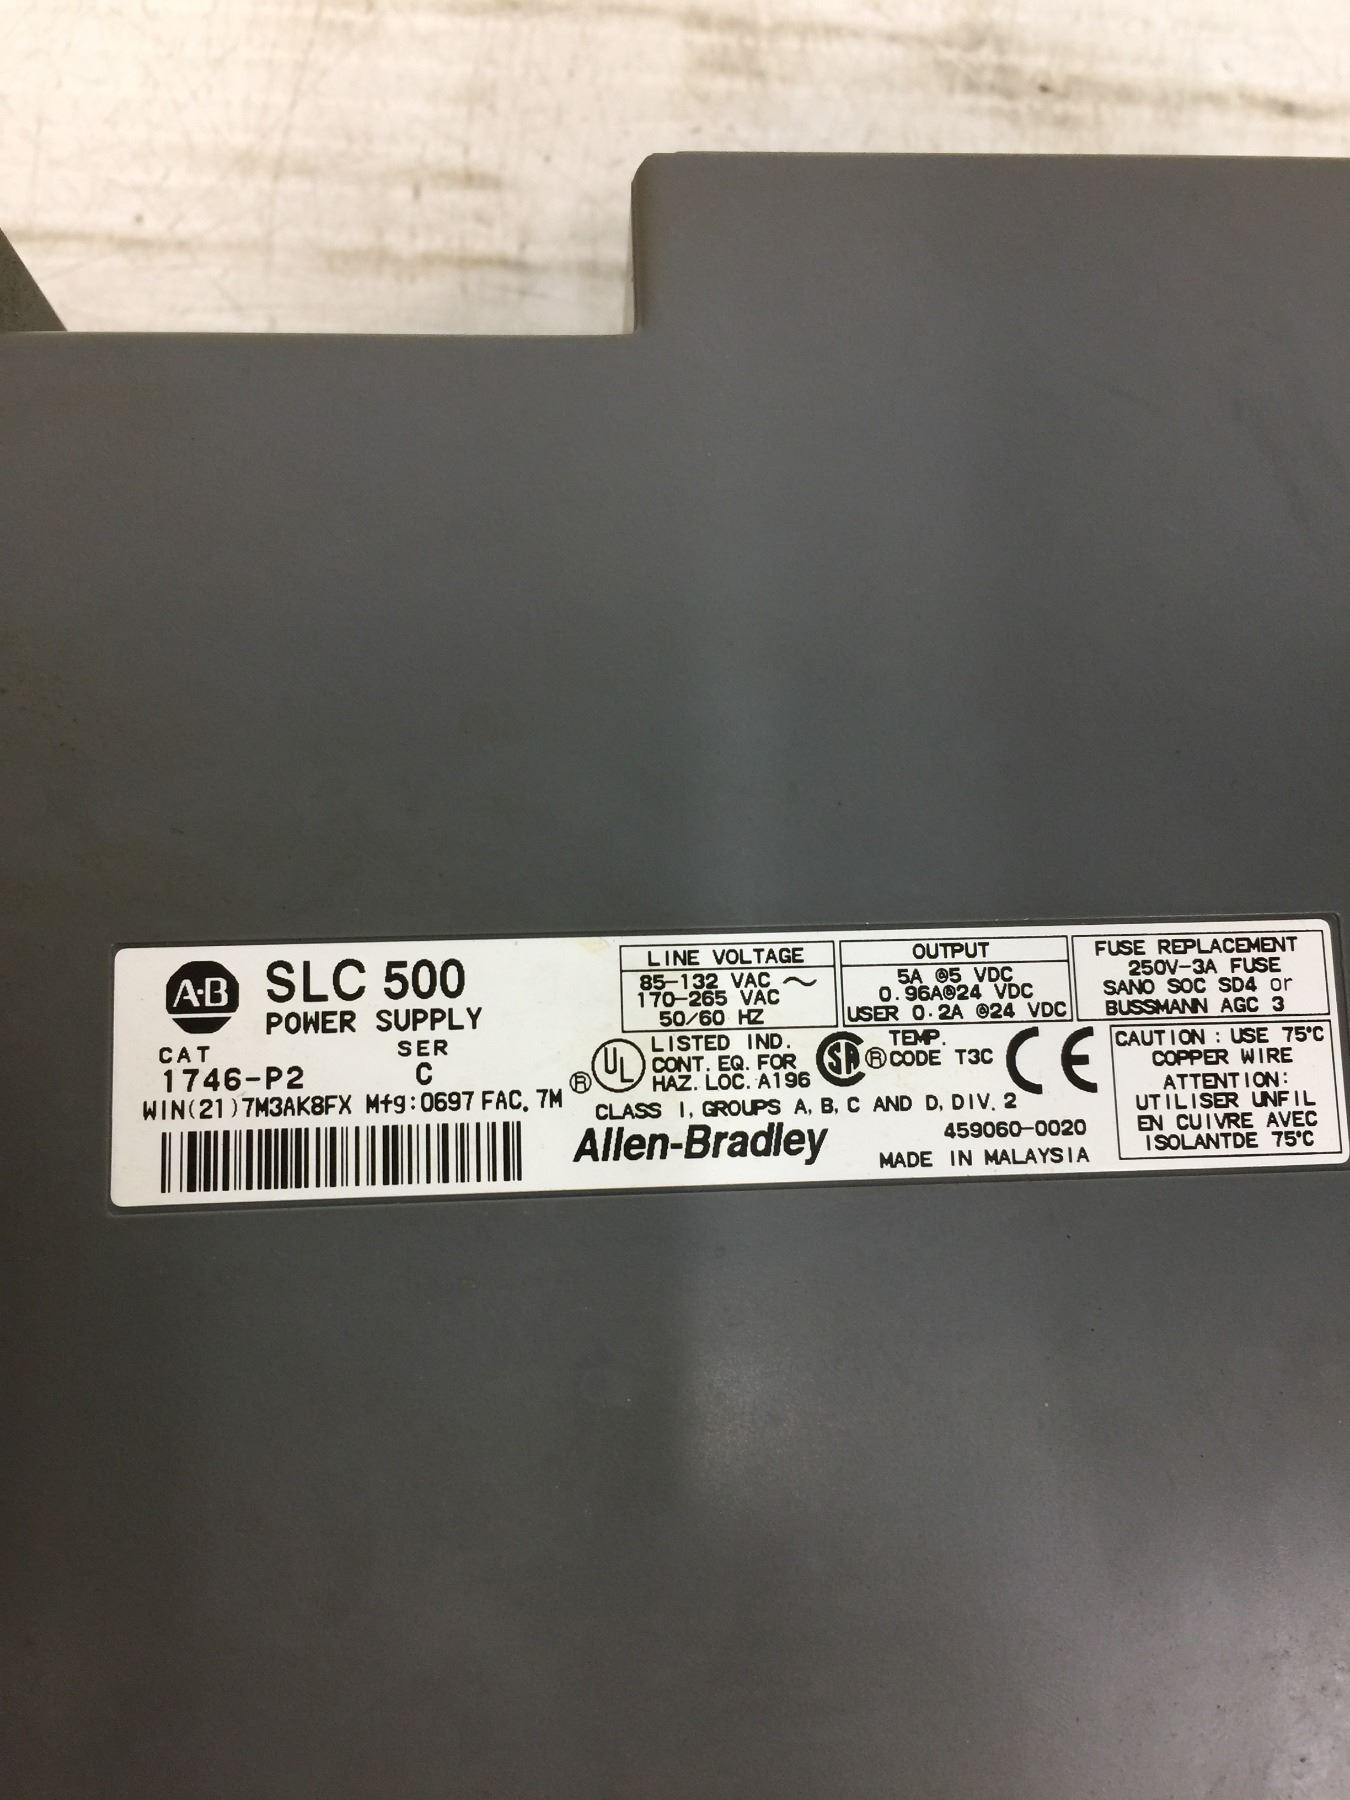 A·B
SLC 500
POWER SUPPLY
CAT SER
1746-P2 C
WIN(21)7M3AK8FX Mfg:0697 FAC. 7M
LINE VOLTAGE
85-132 VAC ~
170-265 VAC
50/60 HZ
OUTPUT
5A @5 VDC
0.96A@24 VDC
USER 0.2A @24 VDC
FUSE REPLACEMENT
250V-3A FUSE
SANO SOC SD4 or
BUSSMANN AGC 3
® UL
LISTED IND.
CONT. EQ. FOR
HAZ. LOC. A196
SA ®
TEMP.
CODE T3C
CE
CLASS I, GROUPS A, B, C AND D, DIV. 2
Allen-Bradley
459060-0020
MADE IN MALAYSIA
CAUTION: USE 75°C
COPPER WIRE
ATTENTION:
UTILISER UNFIL
EN CUIVRE AVEC
ISOLANTDE 75°C